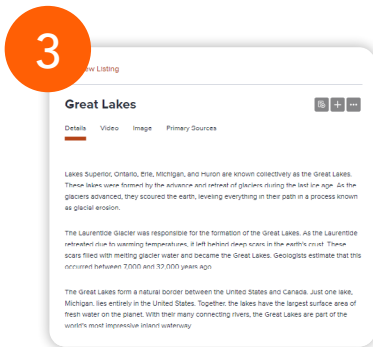 3
ew Listing
Great Lakes
Details Video Image Primary Sources
Lakes Superior, Ontario, Erie, Michigan, and Huron are known collectively as the Great Lakes.
These lakes were formed by the advance and retreat of glaciers during the last ice age. As the
glaciers advanced, they scoured the earth, leveling everything in their path in a process known
as glacial erosion.
The Laurentide Glacier was responsible for the formation of the Great Lakes. As the Laurentide
retreated due to warming temperatures, it left behind deep scars in the earth's crust. These
scars filled with melting glacier water and became the Great Lakes. Geologists estimate that this
occurred between 7,000 and 32,000 years ago.
The Great Lakes form a natural border between the United States and Canada. Just one lake,
Michigan, lies entirely in the United States. Together, the lakes have the largest surface area of
fresh water on the planet. With their many connecting rivers, the Great Lakes are part of the
world's most impressive inland waterway.